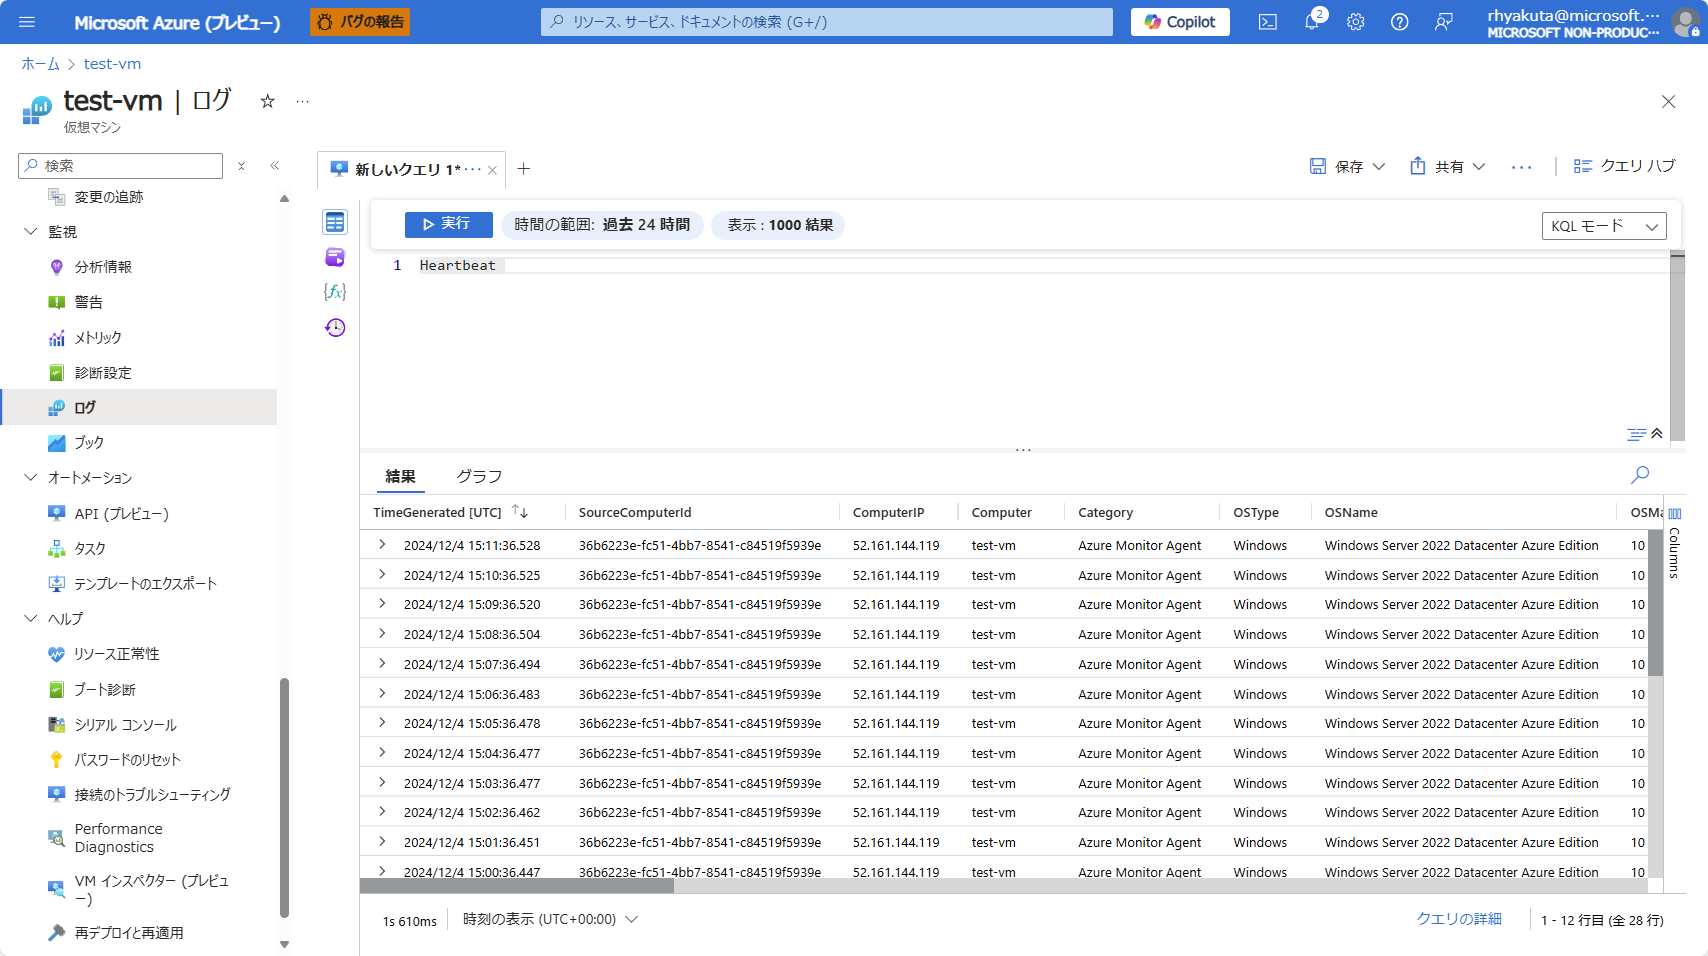 Microsoft Azure (プレビュー)
バグの報告
リソース、サービス、ドキュメントの検索 (G+/)
Copilot
2
rhyakuta@microsoft.…
MICROSOFT NON-PRODUC…
ホーム > test-vm
test-vm | ログ
仮想マシン
検索
変更の追跡
監視
分析情報
警告
メトリック
診断設定
ログ
ブック
オートメーション
API (プレビュー)
タスク
テンプレートのエクスポート
ヘルプ
リソース正常性
ブート診断
シリアル コンソール
パスワードのリセット
接続のトラブルシューティング
Performance
Diagnostics
VM インスペクター (プレビュ
ー)
再デプロイと再適用
新しいクエリ 1*…
保存
共有
クエリ ハブ
実行
時間の範囲: 過去 24 時間
表示 : 1000 結果
KQL モード
1 Heartbeat
結果 グラフ
TimeGenerated [UTC] SourceComputerId ComputerIP Computer Category OSType OSName OSMa
2024/12/4 15:11:36.528 36b6223e-fc51-4bb7-8541-c84519f5939e 52.161.144.119 test-vm Azure Monitor Agent Windows Windows Server 2022 Datacenter Azure Edition 10
2024/12/4 15:10:36.525 36b6223e-fc51-4bb7-8541-c84519f5939e 52.161.144.119 test-vm Azure Monitor Agent Windows Windows Server 2022 Datacenter Azure Edition 10
2024/12/4 15:09:36.520 36b6223e-fc51-4bb7-8541-c84519f5939e 52.161.144.119 test-vm Azure Monitor Agent Windows Windows Server 2022 Datacenter Azure Edition 10
2024/12/4 15:08:36.504 36b6223e-fc51-4bb7-8541-c84519f5939e 52.161.144.119 test-vm Azure Monitor Agent Windows Windows Server 2022 Datacenter Azure Edition 10
2024/12/4 15:07:36.494 36b6223e-fc51-4bb7-8541-c84519f5939e 52.161.144.119 test-vm Azure Monitor Agent Windows Windows Server 2022 Datacenter Azure Edition 10
2024/12/4 15:06:36.483 36b6223e-fc51-4bb7-8541-c84519f5939e 52.161.144.119 test-vm Azure Monitor Agent Windows Windows Server 2022 Datacenter Azure Edition 10
2024/12/4 15:05:36.478 36b6223e-fc51-4bb7-8541-c84519f5939e 52.161.144.119 test-vm Azure Monitor Agent Windows Windows Server 2022 Datacenter Azure Edition 10
2024/12/4 15:04:36.477 36b6223e-fc51-4bb7-8541-c84519f5939e 52.161.144.119 test-vm Azure Monitor Agent Windows Windows Server 2022 Datacenter Azure Edition 10
2024/12/4 15:03:36.477 36b6223e-fc51-4bb7-8541-c84519f5939e 52.161.144.119 test-vm Azure Monitor Agent Windows Windows Server 2022 Datacenter Azure Edition 10
2024/12/4 15:02:36.462 36b6223e-fc51-4bb7-8541-c84519f5939e 52.161.144.119 test-vm Azure Monitor Agent Windows Windows Server 2022 Datacenter Azure Edition 10
2024/12/4 15:01:36.451 36b6223e-fc51-4bb7-8541-c84519f5939e 52.161.144.119 test-vm Azure Monitor Agent Windows Windows Server 2022 Datacenter Azure Edition 10
2024/12/4 15:00:36.447 36b6223e-fc51-4bb7-8541-c84519f5939e 52.161.144.119 test-vm Azure Monitor Agent Windows Windows Server 2022 Datacenter Azure Edition 10
Columns
1s 610ms
時刻の表示 (UTC+00:00)
クエリの詳細
1 - 12 行目 (全 28 行)